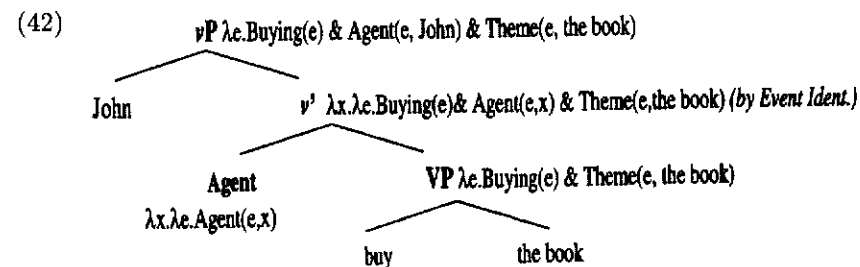 (42) vP λe.Buying(e) & Agent(e, John) & Theme(e, the book)
John v' λx.λe.Buying(e)& Agent(e,x) & Theme(e,the book) (by Event Ident.)
Agent VP λe.Buying(e) & Theme(e, the book)
λx.λe.Agent(e,x)
buy the book